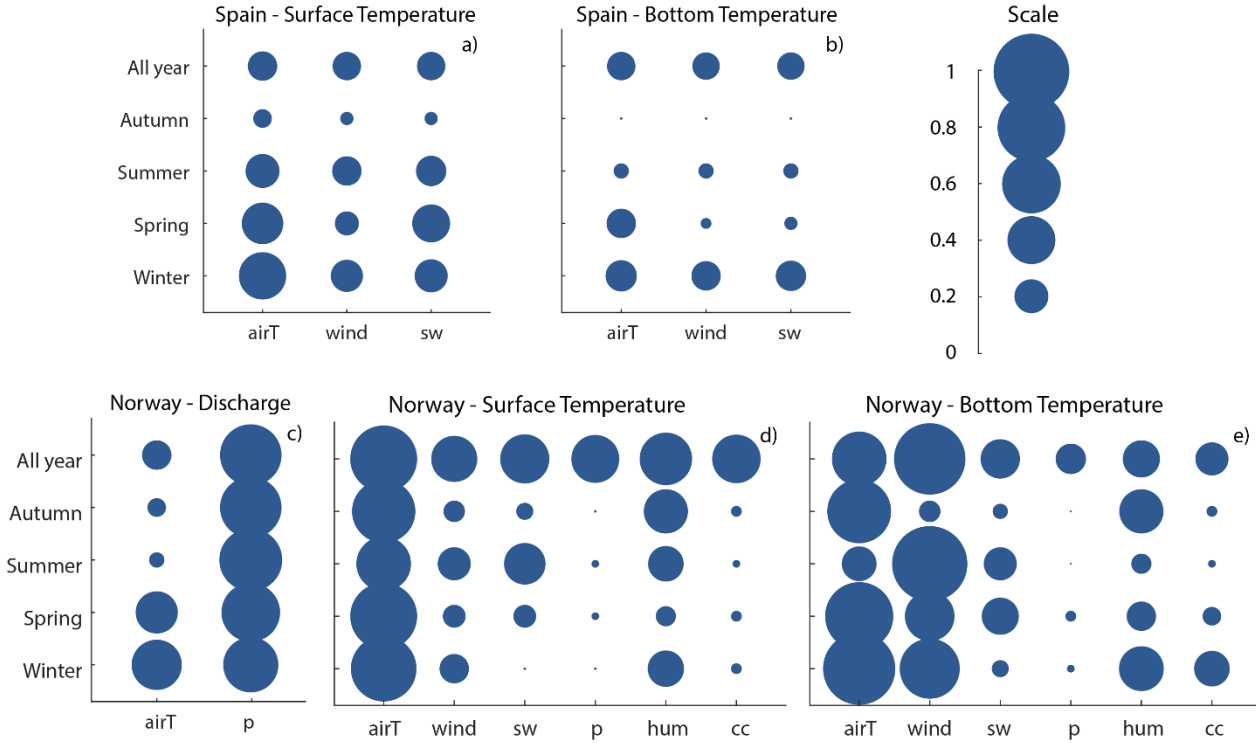 Spain - Surface Temperature
a)
All year
Autumn
Summer
Spring
Winter
airT wind sw
Spain - Bottom Temperature
b)
airT wind sw
Scale
1
0.8
0.6
0.4
0.2
0
Norway - Discharge
c)
All year
Autumn
Summer
Spring
Winter
airT p
Norway - Surface Temperature
d)
airT wind sw p hum cc
Norway - Bottom Temperature
e)
airT wind sw p hum cc